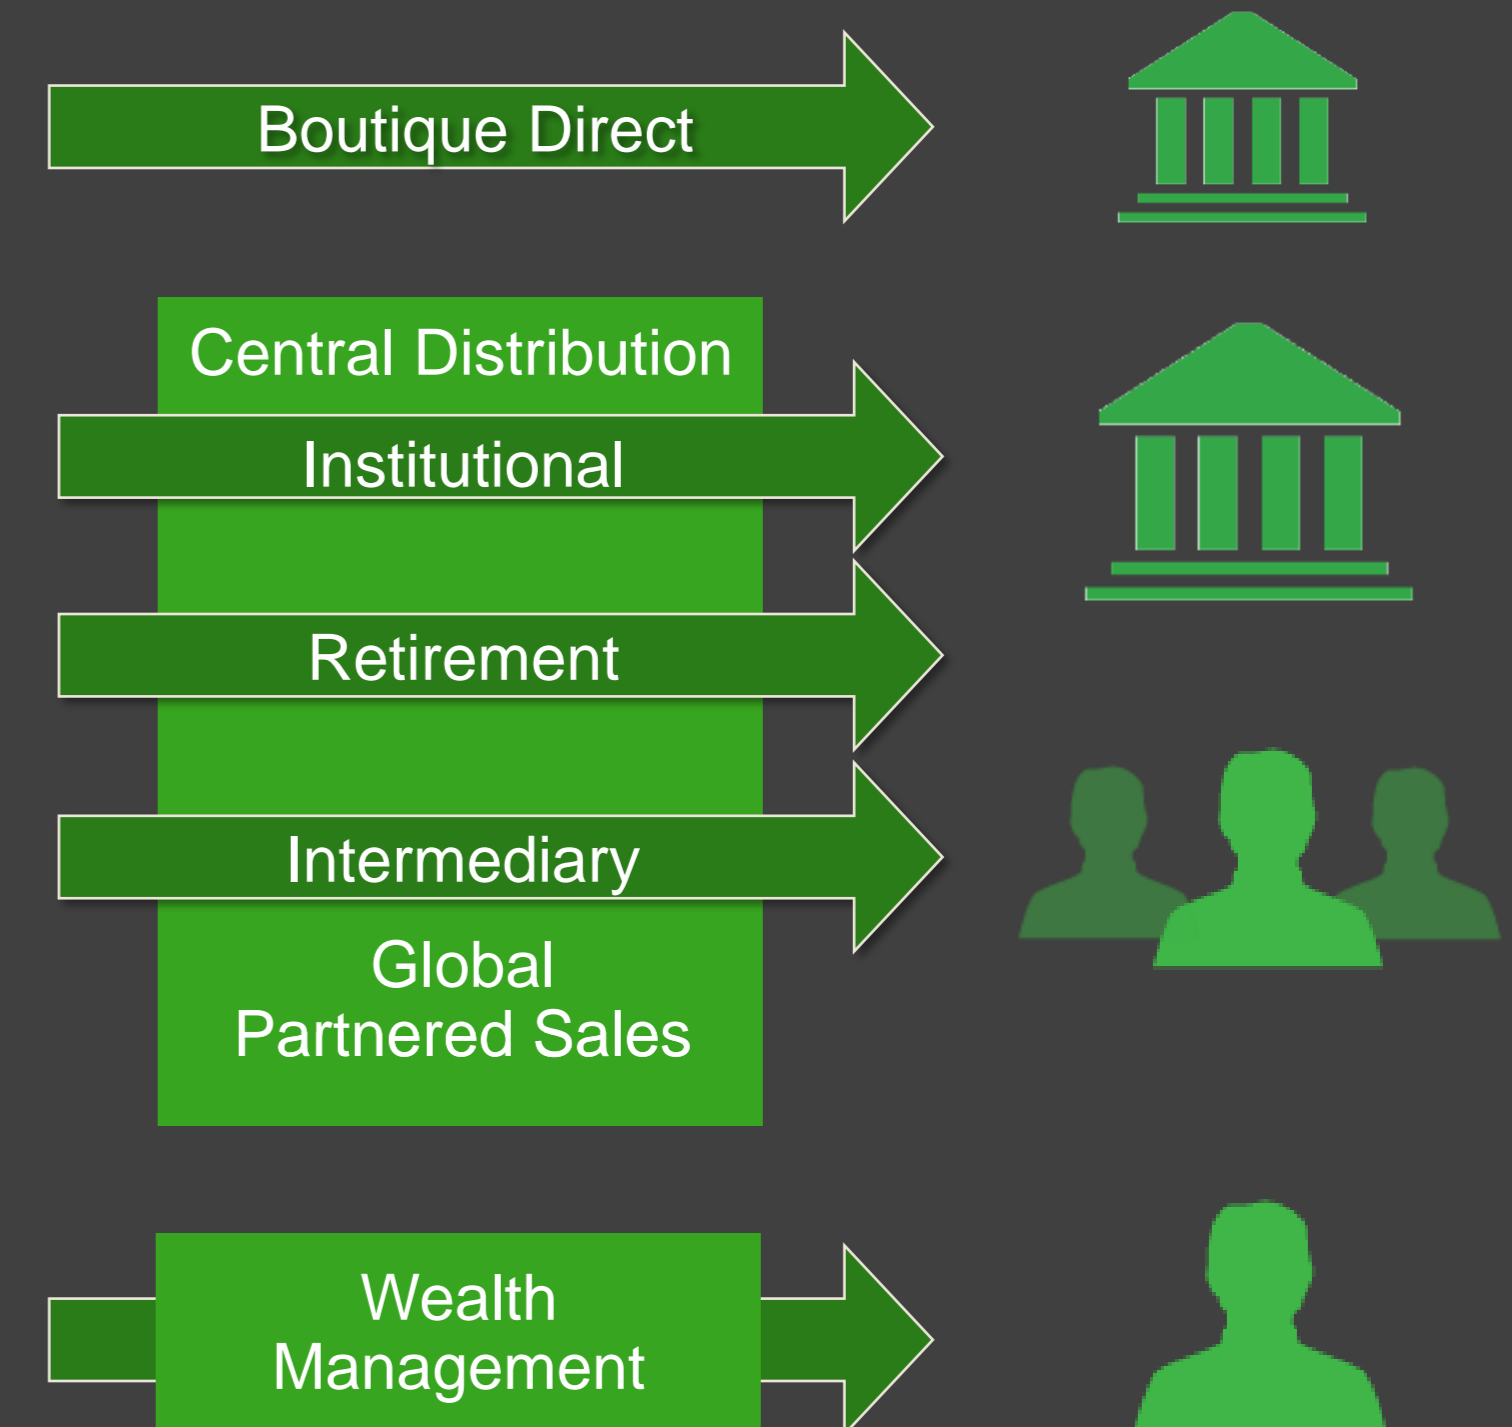 Boutique Direct
Central Distribution
Institutional
Retirement
Intermediary
Global
Partnered Sales
Wealth
Management